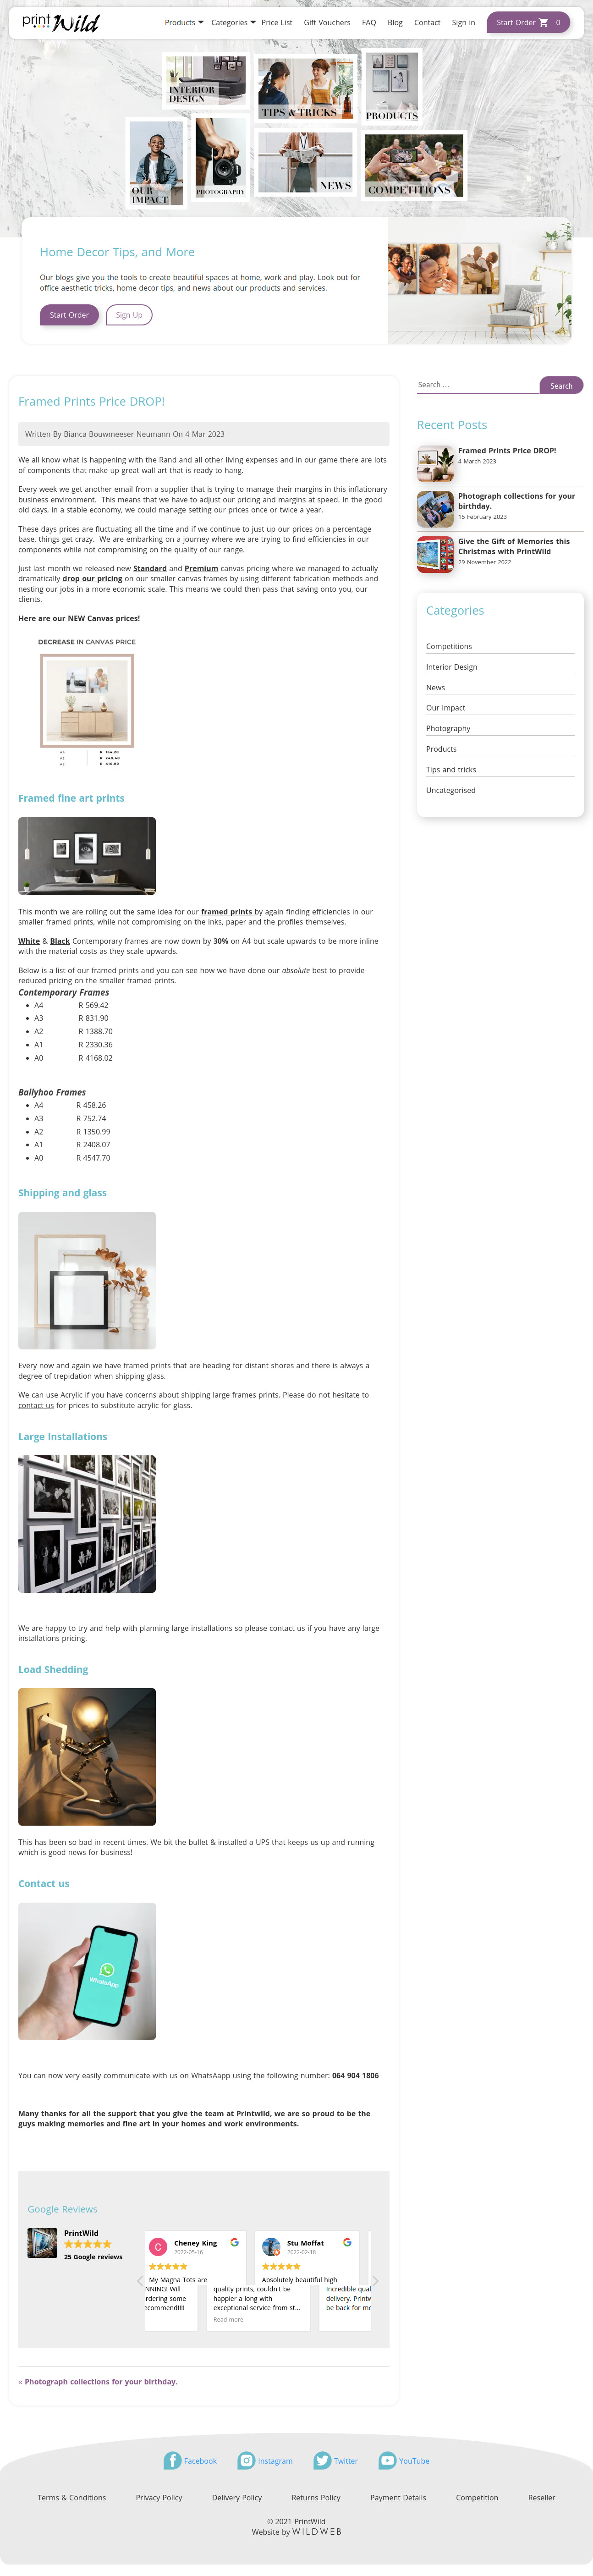 print Wild
Products Categories Price List Gift Vouchers FAQ Blog Contact Sign in Start Order 0
INTERIOR DESIGN
TIPS & TRICKS
PRODUCTS
OUR IMPACT
PHOTOGRAPHY
NEWS
COMPETITIONS
Home Decor Tips, and More
Our blogs give you the tools to create beautiful spaces at home, work and play. Look out for
office aesthetic tricks, home decor tips, and news about our products and services.
Start Order Sign Up
Framed Prints Price DROP!
Written By Bianca Bouwmeeser Neumann On 4 Mar 2023
We all know what is happening with the Rand and all other living expenses and in our game there are lots
of components that make up great wall art that is ready to hang.
Every week we get another email from a supplier that is trying to manage their margins in this inflationary
business environment.  This means that we have to adjust our pricing and margins at speed. In the good
old days, in a stable economy, we could manage setting our prices once or twice a year.
These days prices are fluctuating all the time and if we continue to just up our prices on a percentage
base, things get crazy.  We are embarking on a journey where we are trying to find efficiencies in our
components while not compromising on the quality of our range.
Just last month we released new Standard and Premium canvas pricing where we managed to actually
dramatically drop our pricing on our smaller canvas frames by using different fabrication methods and
nesting our jobs in a more economic scale. This means we could then pass that saving onto you, our
clients.
Here are our NEW Canvas prices!
DECREASE IN CANVAS PRICE
A4 R 164,20
A3 R 248,40
A2 R 418,80
Framed fine art prints
This month we are rolling out the same idea for our framed prints by again finding efficiencies in our
smaller framed prints, while not compromising on the inks, paper and the profiles themselves.
White & Black Contemporary frames are now down by 30% on A4 but scale upwards to be more inline
with the material costs as they scale upwards.
Below is a list of our framed prints and you can see how we have done our absolute best to provide
reduced pricing on the smaller framed prints.
Contemporary Frames
• A4 R 569.42
• A3 R 831.90
• A2 R 1388.70
• A1 R 2330.36
• A0 R 4168.02
Ballyhoo Frames
• A4 R 458.26
• A3 R 752.74
• A2 R 1350.99
• A1 R 2408.07
• A0 R 4547.70
Shipping and glass
Every now and again we have framed prints that are heading for distant shores and there is always a
degree of trepidation when shipping glass.
We can use Acrylic if you have concerns about shipping large frames prints. Please do not hesitate to
contact us for prices to substitute acrylic for glass.
Large Installations
We are happy to try and help with planning large installations so please contact us if you have any large
installations pricing.
Load Shedding
This has been so bad in recent times. We bit the bullet & installed a UPS that keeps us up and running
which is good news for business!
Contact us
WhatsApp
You can now very easily communicate with us on WhatsAapp using the following number: 064 904 1806
Many thanks for all the support that you give the team at Printwild, we are so proud to be the
guys making memories and fine art in your homes and work environments.
Google Reviews
PrintWild
25 Google reviews
Cheney King
2022-05-16
My Magna Tots are
NNING! Will
rdering some
ecommend!!!!
Stu Moffat
2022-02-18
Absolutely beautiful high
quality prints, couldn't be
happier a long with
exceptional service from st...
Read more
Incredible qual
delivery. Printw
be back for mo
« Photograph collections for your birthday.
Search … Search
Recent Posts
Framed Prints Price DROP!
4 March 2023
Photograph collections for your
birthday.
15 February 2023
Give the Gift of Memories this
Christmas with PrintWild
29 November 2022
Categories
Competitions
Interior Design
News
Our Impact
Photography
Products
Tips and tricks
Uncategorised
Facebook Instagram Twitter YouTube
Terms & Conditions Privacy Policy Delivery Policy Returns Policy Payment Details Competition Reseller
© 2021 PrintWild
Website by WILDWEB